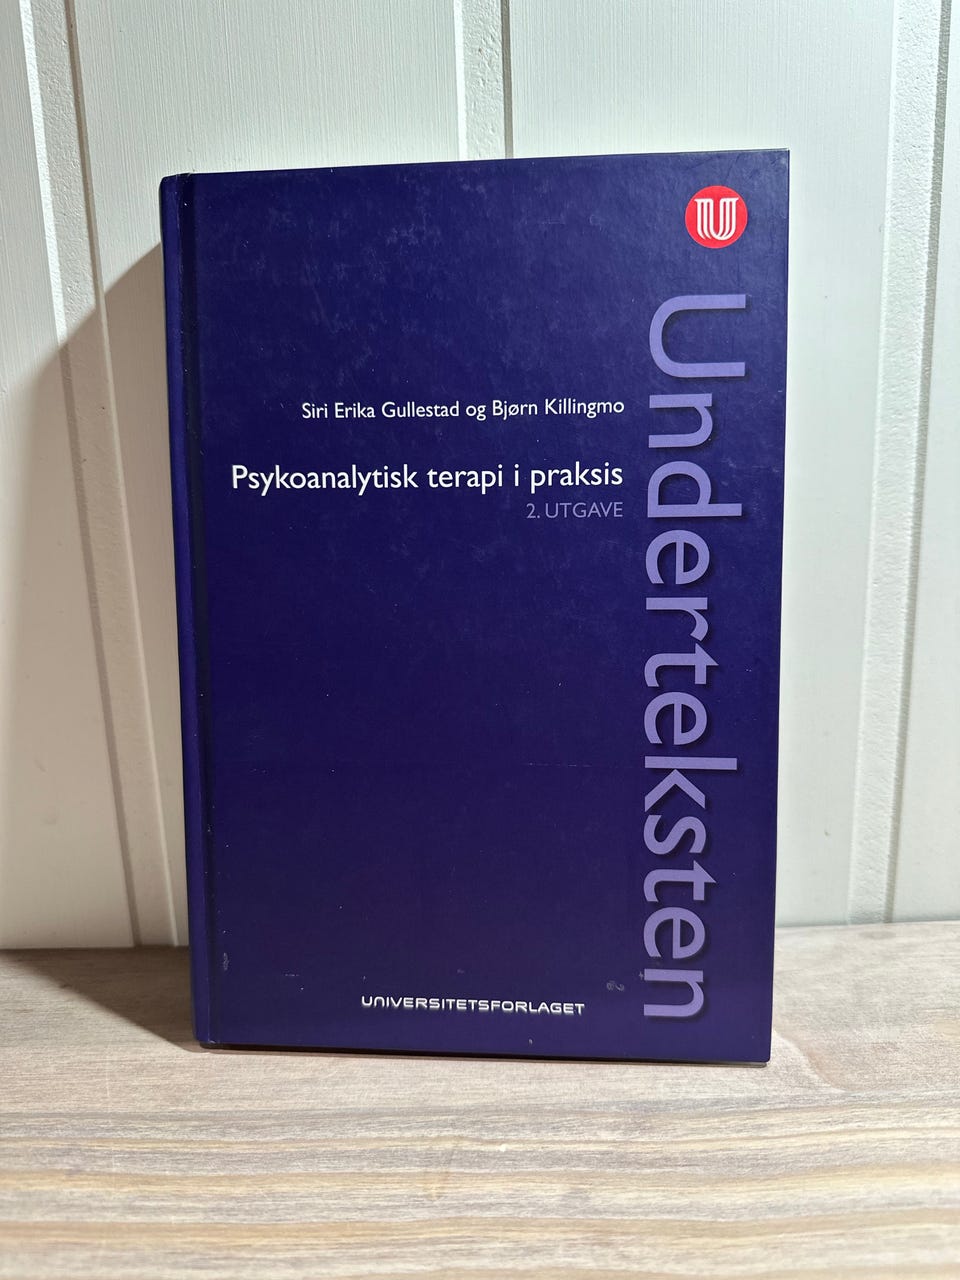 U
Underteksten
Siri Erika Gullestad og Bjørn Killingmo
Psykoanalytisk terapi i praksis
2. UTGAVE
UNIVERSITETSFORLAGET